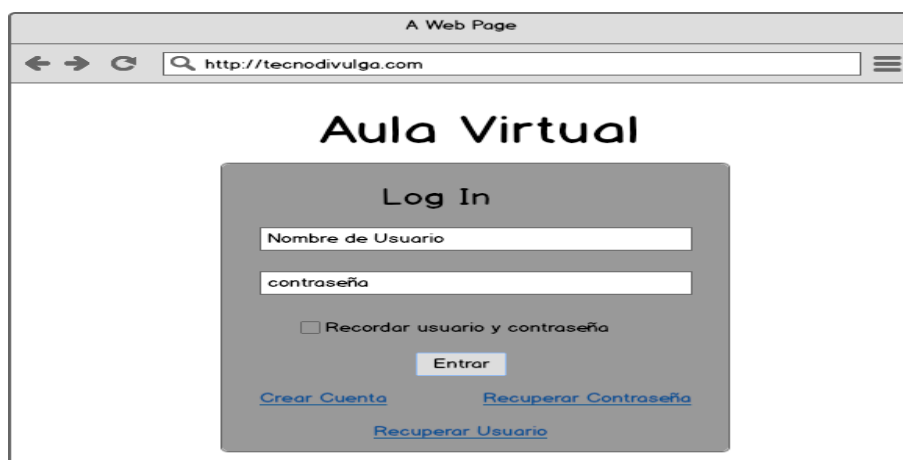 A Web Page
http://tecnodivulga.com
Aula Virtual
Log In
Nombre de Usuario
contraseña
Recordar usuario y contraseña
Entrar
Crear Cuenta Recuperar Contraseña
Recuperar Usuario